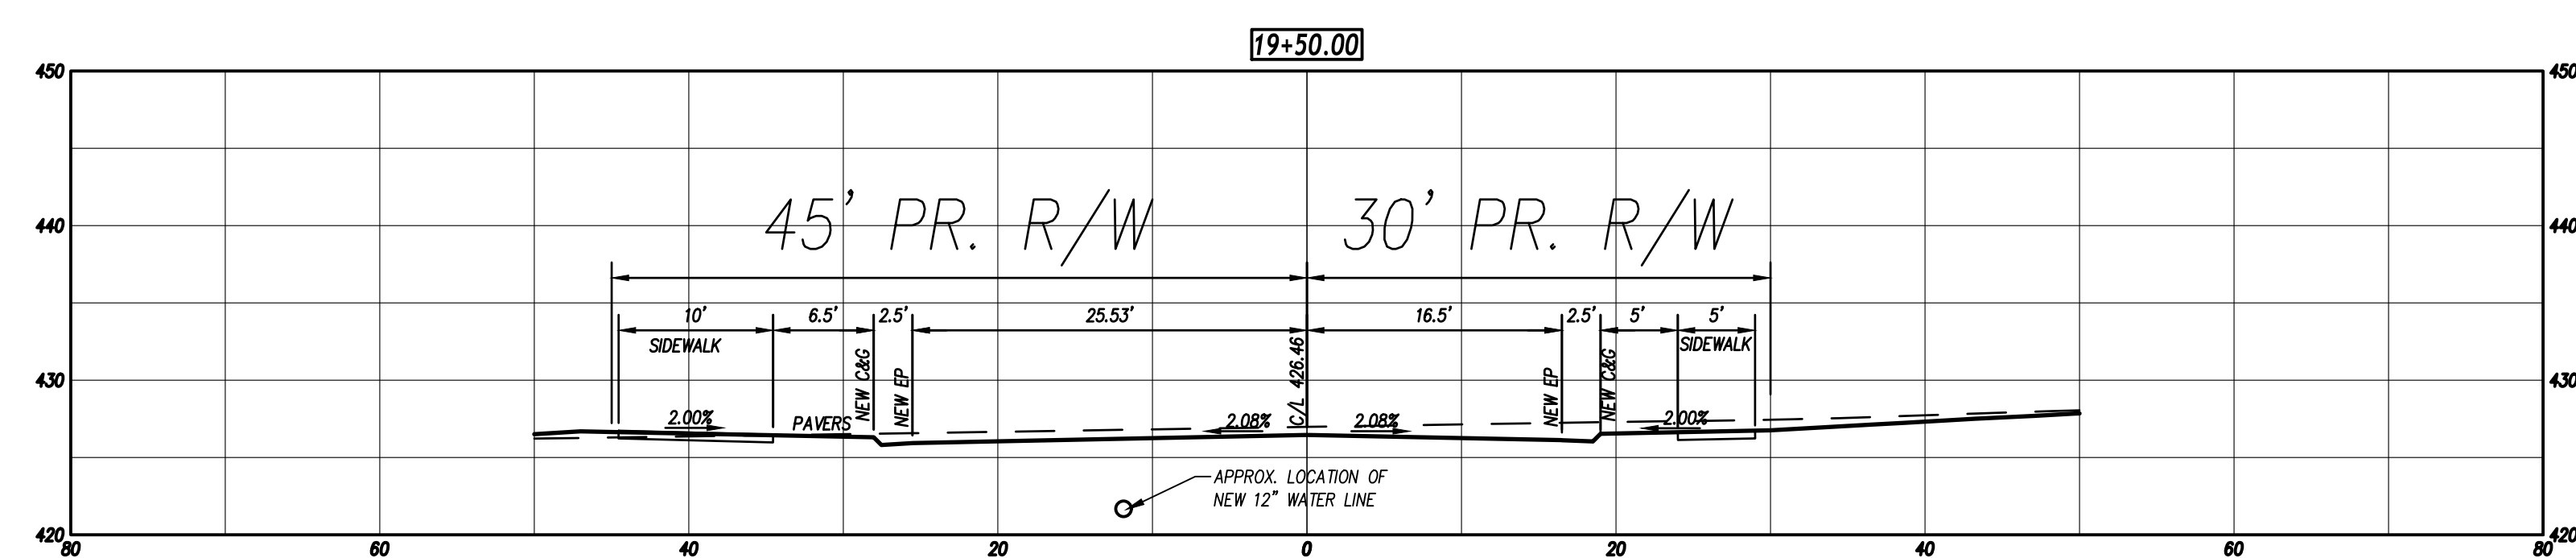 19+50.00
450 450
45' PR. R/W 30' PR. R/W
440 440
10' 6.5' 2.5' 25.53' 16.5' 2.5' 5' 5'
SIDEWALK SIDEWALK
NEW C&G
NEW EP
C/L 426.46
NEW EP
NEW C&G
430 430
2.00% PAVERS 2.08% 2.08% 2.00%
APPROX. LOCATION OF
NEW 12" WATER LINE
420 420
80 60 40 20 0 20 40 60 80